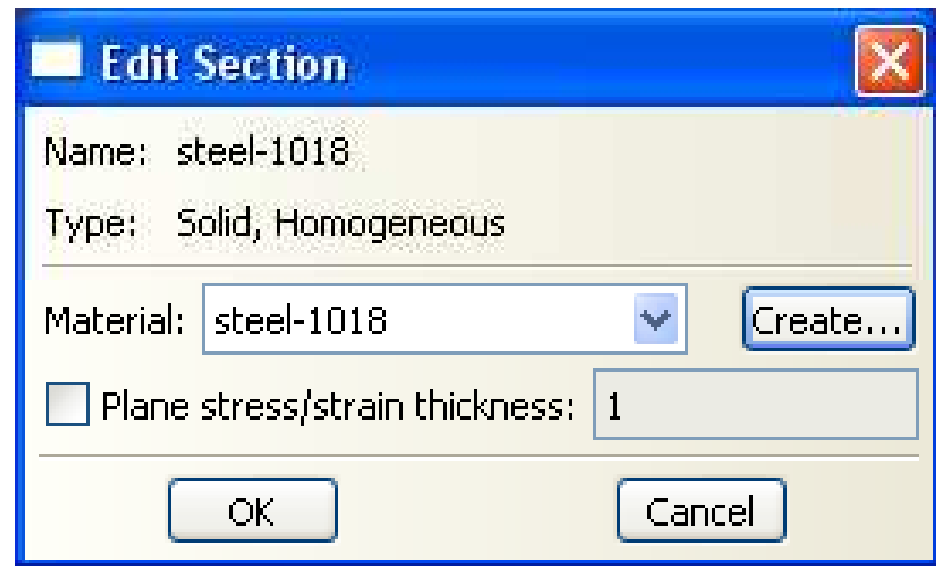 Edit Section
Name: steel-1018
Type: Solid, Homogeneous
Material: steel-1018 Create...
Plane stress/strain thickness: 1
OK Cancel